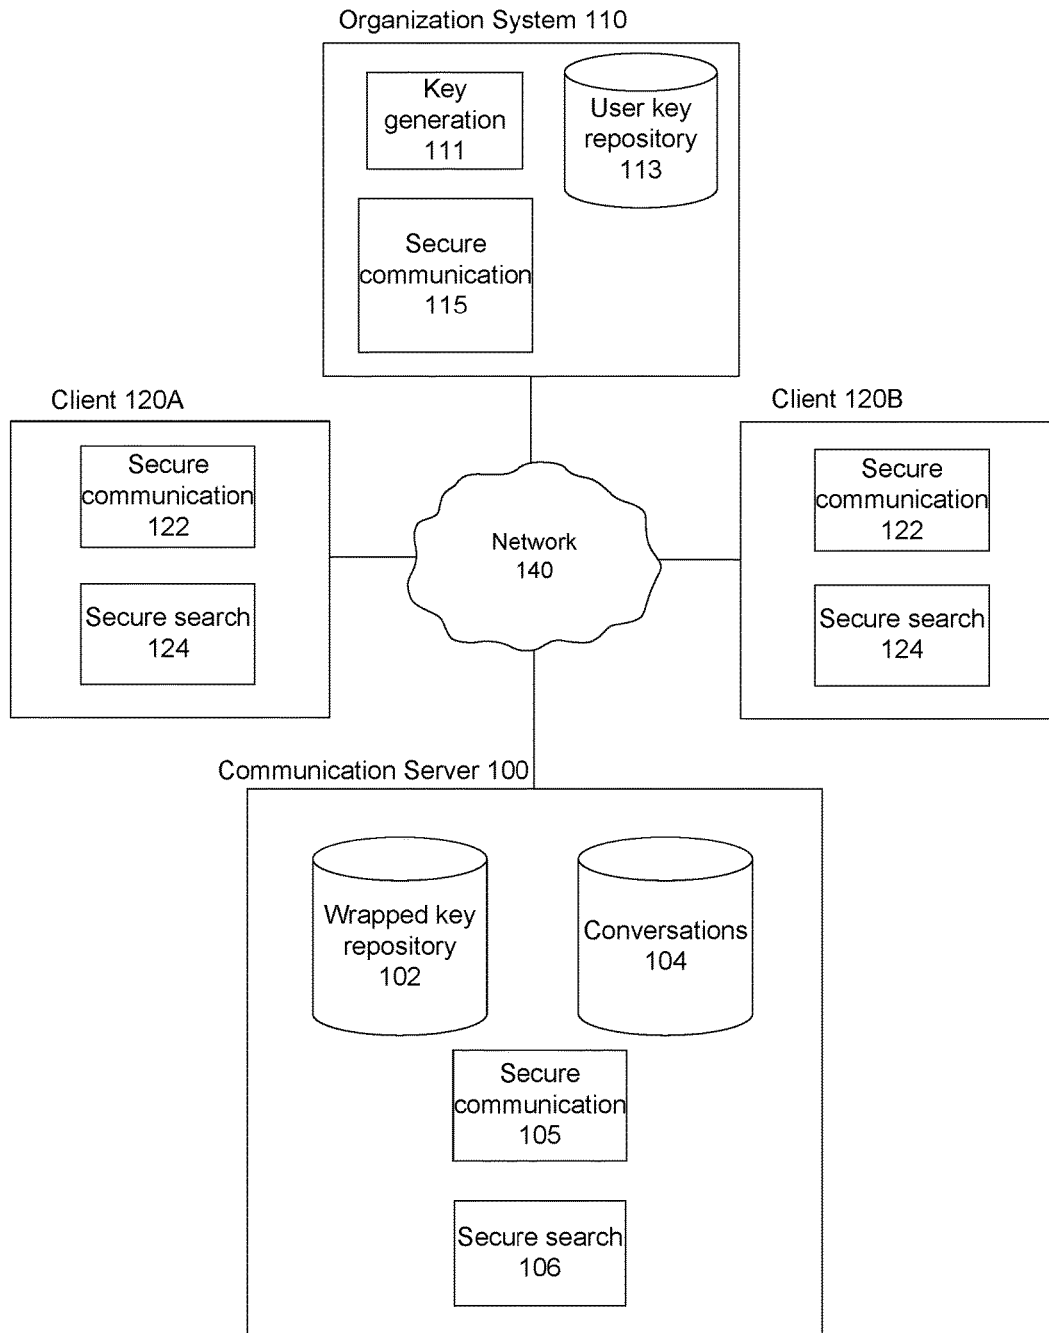 Organization System 110
Key
generation
111
User key
repository
113
Secure
communication
115
Client 120A
Secure
communication
122
Secure search
124
Network
140
Client 120B
Secure
communication
122
Secure search
124
Communication Server 100
Wrapped key
repository
102
Conversations
104
Secure
communication
105
Secure search
106